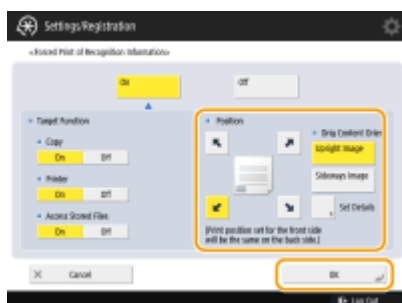 Settings/Registration
<Forced Print of Recognition Information>
On
Off
Target Function
Copy
On
Off
Printer
On
Off
Access Stored Files
On
Off
Position
Orig Content Orien
Upright Image
Sideways Image
Set Details
(Print position set for the front side
will be the same on the back side.)
Cancel
OK
Log Out